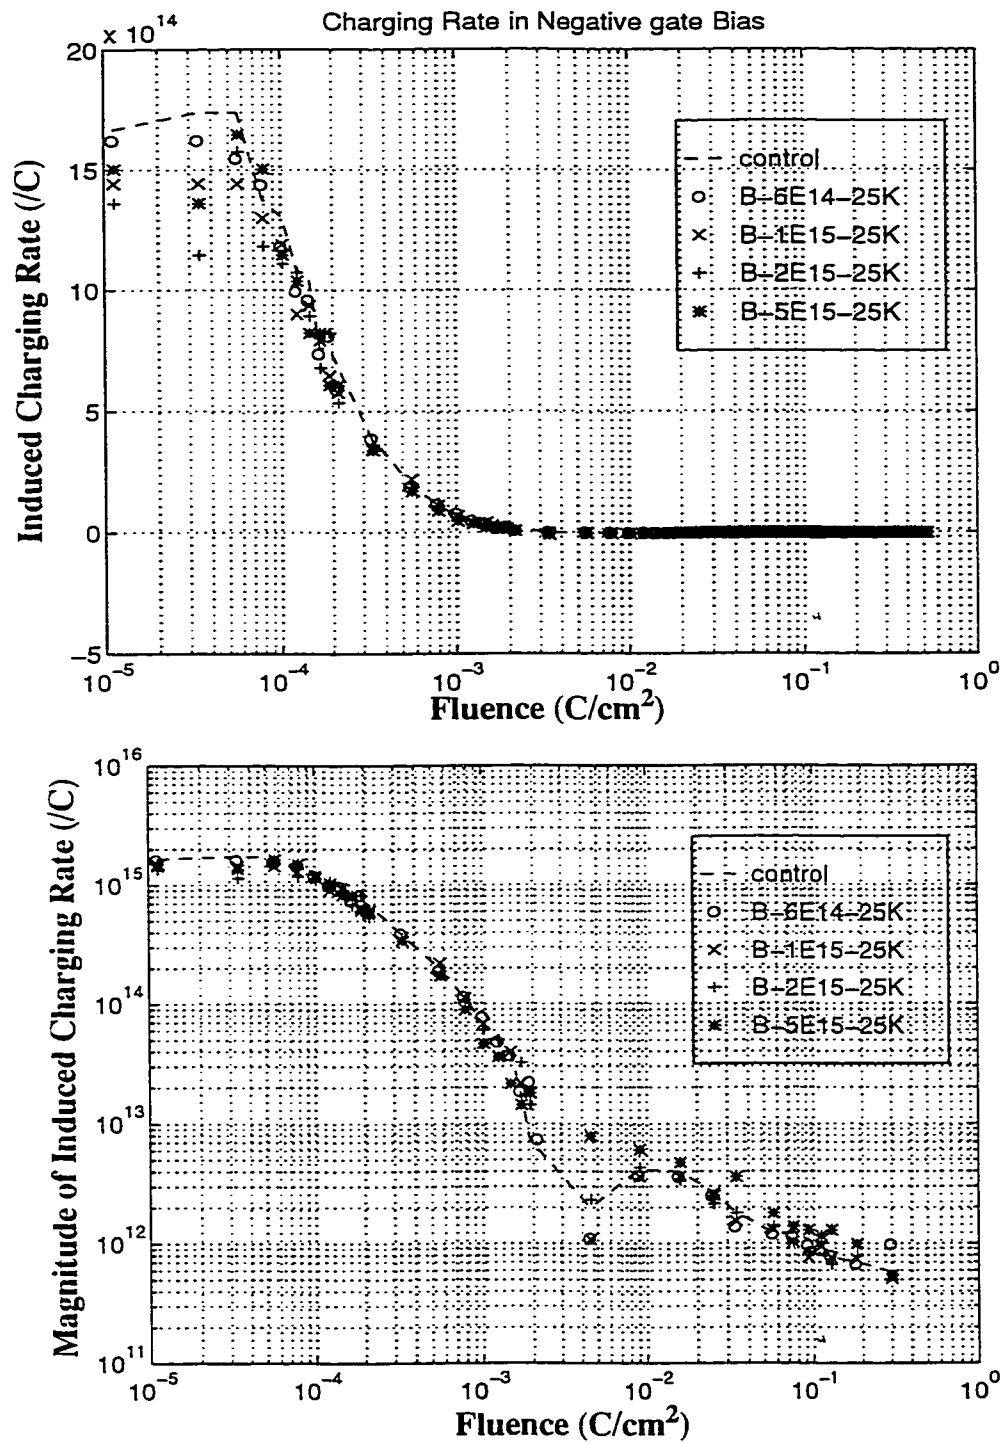 Charging Rate in Negative gate Bias
x 10^14
20
15
10
5
0
−5
Induced Charging Rate (/C)
control
B−6E14−25K
B−1E15−25K
B−2E15−25K
B−5E15−25K
10^−5
10^−4
10^−3
10^−2
10^−1
10^0
Fluence (C/cm^2)
10^16
10^15
10^14
10^13
10^12
10^11
Magnitude of Induced Charging Rate (/C)
control
B−6E14−25K
B−1E15−25K
B−2E15−25K
B−5E15−25K
10^−5
10^−4
10^−3
10^−2
10^−1
10^0
Fluence (C/cm^2)